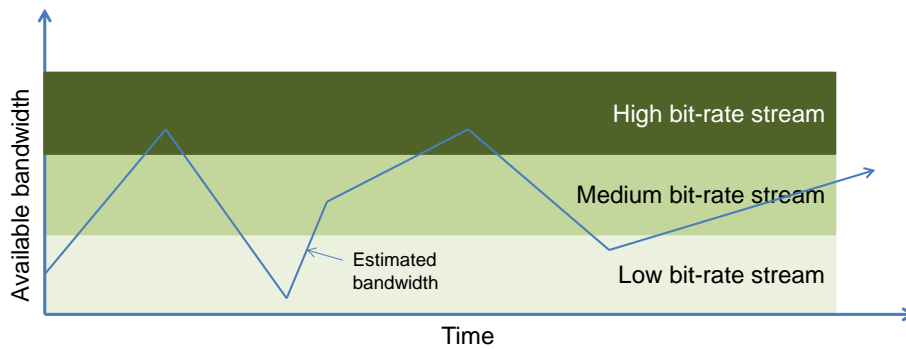 Available bandwidth
High bit-rate stream
Medium bit-rate stream
Estimated
bandwidth
Low bit-rate stream
Time